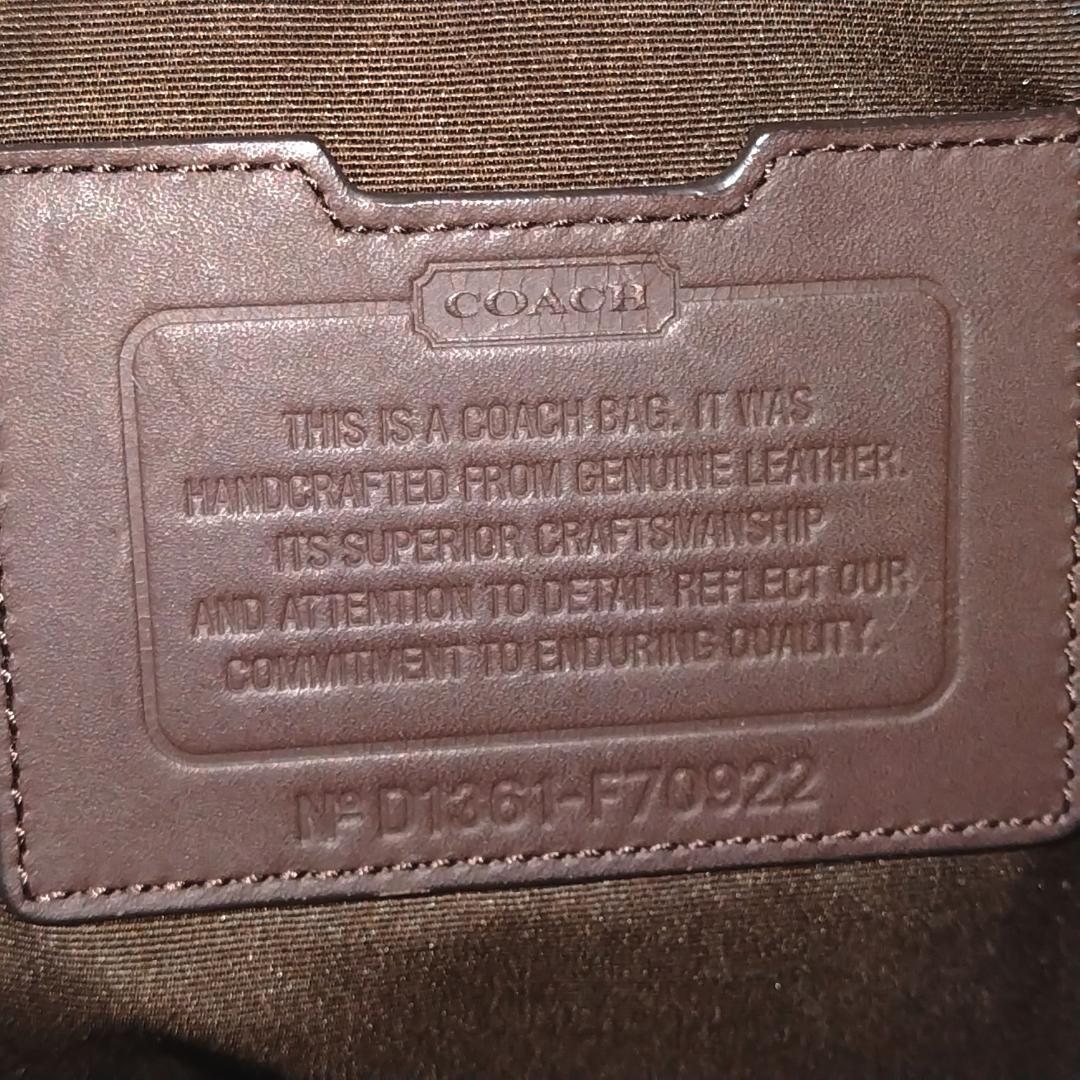 COACH
THIS IS A COACH BAG. IT WAS
HANDCRAFTED FROM GENUINE LEATHER.
ITS SUPERIOR CRAFTSMANSHIP
AND ATTENTION TO DETAIL REFLECT OUR
COMMITMENT TO ENDURING QUALITY.
Nº D1361-F70922